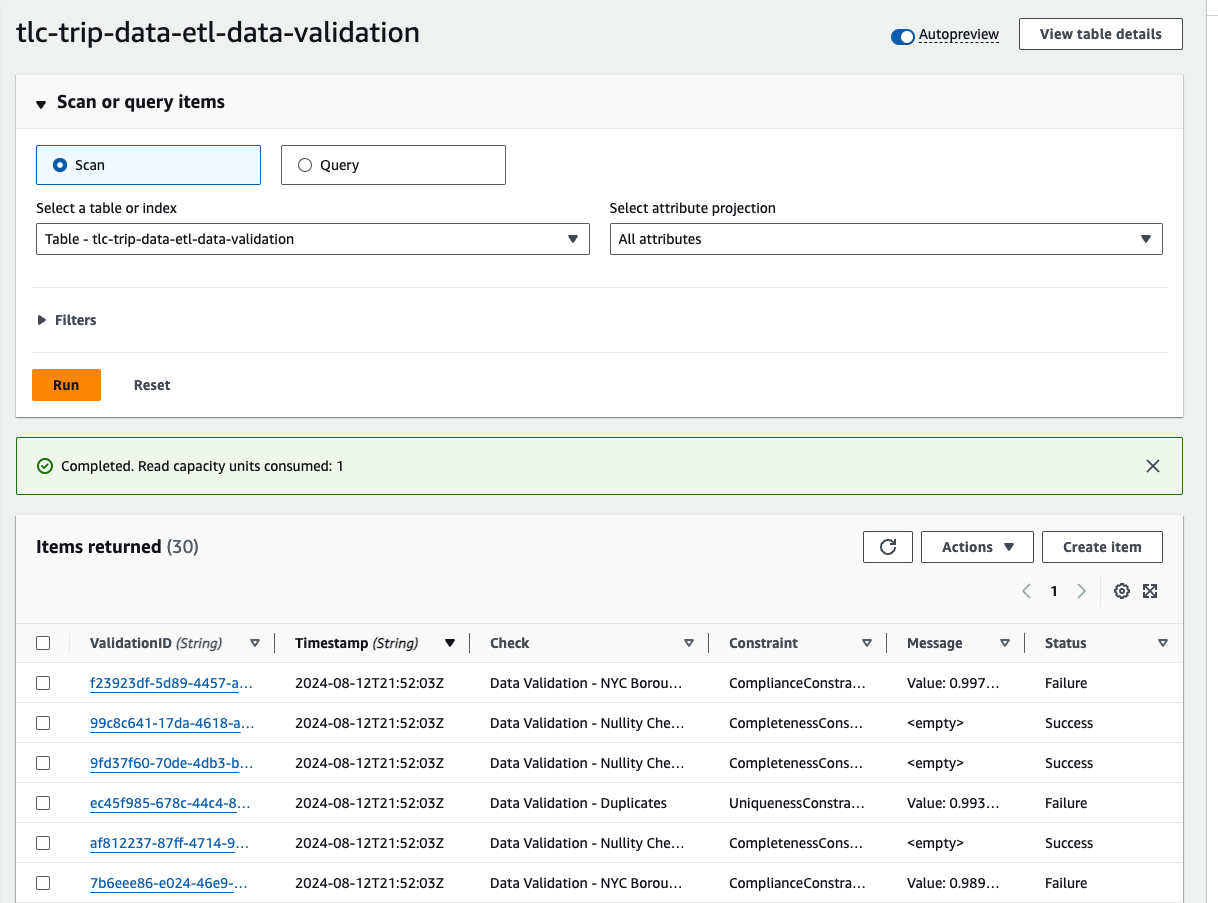 tlc-trip-data-etl-data-validation
Autopreview
View table details
Scan or query items
Scan
Query
Select a table or index
Select attribute projection
Table - tlc-trip-data-etl-data-validation
All attributes
Filters
Run
Reset
Completed. Read capacity units consumed: 1
Items returned (30)
Actions
Create item
1
ValidationID (String) Timestamp (String) Check Constraint Message Status
f23923df-5d89-4457-a... 2024-08-12T21:52:03Z Data Validation - NYC Borou... ComplianceConstra... Value: 0.997... Failure
99c8c641-17da-4618-a... 2024-08-12T21:52:03Z Data Validation - Nullity Che... CompletenessCons... <empty> Success
9fd37f60-70de-4db3-b... 2024-08-12T21:52:03Z Data Validation - Nullity Che... CompletenessCons... <empty> Success
ec45f985-678c-44c4-8... 2024-08-12T21:52:03Z Data Validation - Duplicates UniquenessConstra... Value: 0.993... Failure
af812237-87ff-4714-9... 2024-08-12T21:52:03Z Data Validation - Nullity Che... CompletenessCons... <empty> Success
7b6eee86-e024-46e9-... 2024-08-12T21:52:03Z Data Validation - NYC Borou... ComplianceConstra... Value: 0.989... Failure